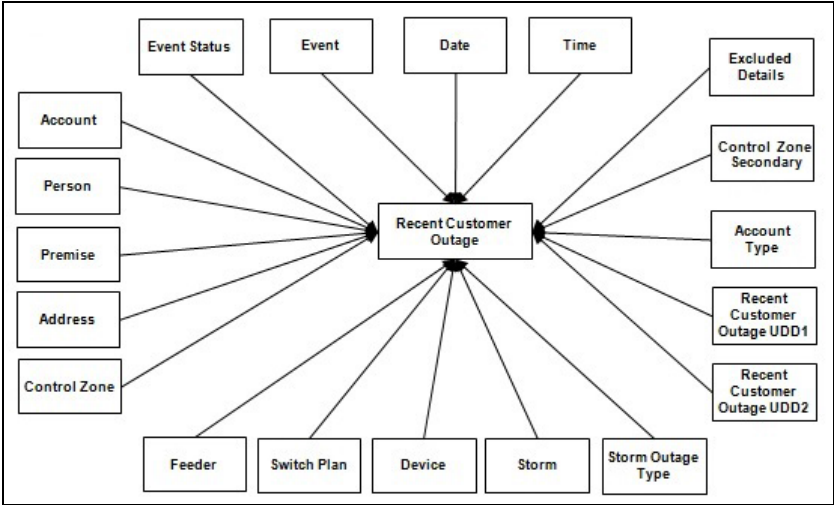 Event Status
Event
Date
Time
Excluded
Details
Account
Control Zone
Secondary
Person
Recent Customer
Outage
Account
Type
Premise
Address
Recent
Customer
Outage UDD1
Control Zone
Recent
Customer
Outage UDD2
Feeder
Switch Plan
Device
Storm
Storm Outage
Type